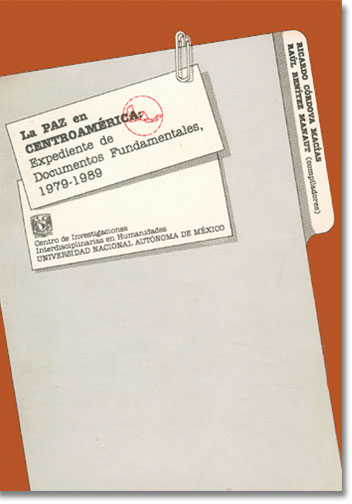 La PAZ en
CENTROAMÉRICA:
Expediente de
Documentos Fundamentales,
1979-1989
Centro de Investigaciones
Interdisciplinarias en Humanidades
UNIVERSIDAD NACIONAL AUTÓNOMA DE MÉXICO
RICARDO CÓRDOVA MACÍAS
RAÚL BENÍTEZ MANAUT (compiladores)